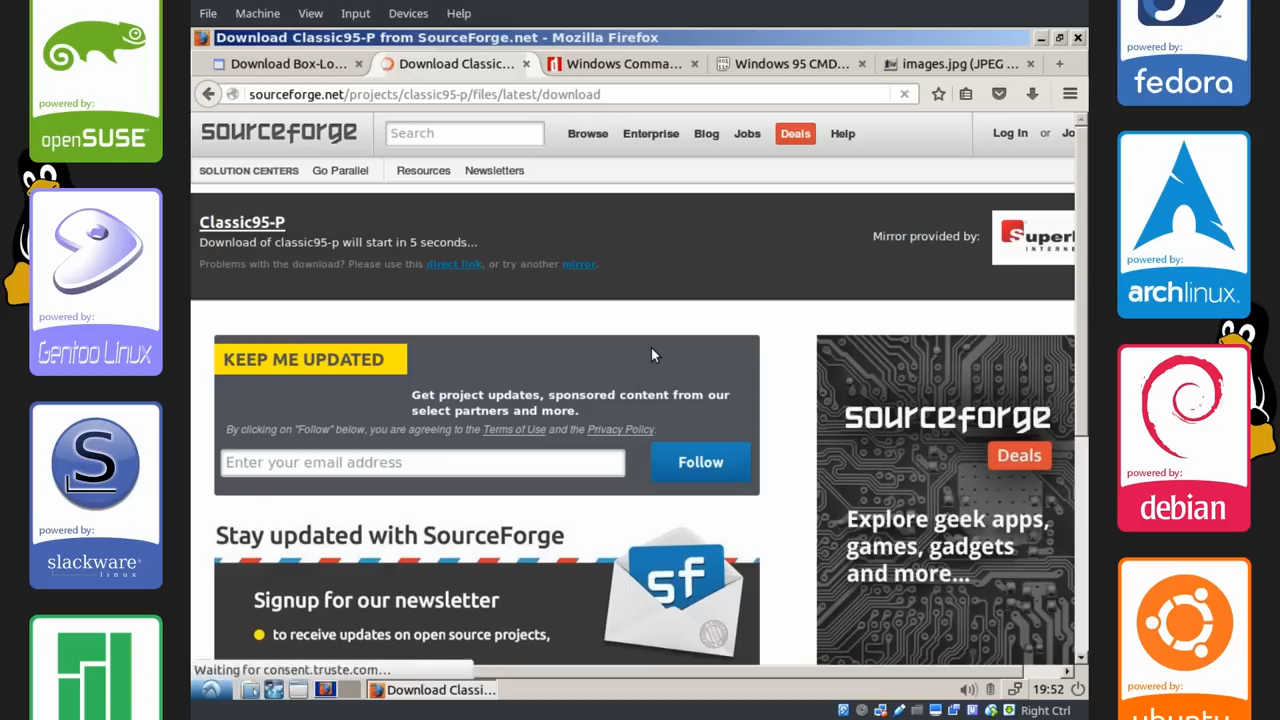 File Machine View Input Devices Help
Download Classic95-P from SourceForge.net - Mozilla Firefox
Download Box-Lo... Download Classic... Windows Comma... Windows 95 CMD... images.jpg (JPEG ...
sourceforge.net/projects/classic95-p/files/latest/download
sourceforge Search Browse Enterprise Blog Jobs Deals Help Log In or Jo
SOLUTION CENTERS Go Parallel Resources Newsletters
Classic95-P
Download of classic95-p will start in 5 seconds...
Problems with the download? Please use this direct link, or try another mirror.
Mirror provided by:
Superb
INTERNE
KEEP ME UPDATED
Get project updates, sponsored content from our
select partners and more.
By clicking on "Follow" below, you are agreeing to the Terms of Use and the Privacy Policy.
Enter your email address Follow
Stay updated with SourceForge
sf
Signup for our newsletter
to receive updates on open source projects,
sourceforge
Deals
Explore geek apps,
games, gadgets
and more...
Waiting for consent.truste.com...
Download Classi... 19:52
Right Ctrl
powered by:
openSUSE
powered by:
Gentoo Linux
powered by:
slackware
linux
powered by:
fedora
powered by:
archlinux
powered by:
debian
powered by:
ubuntu